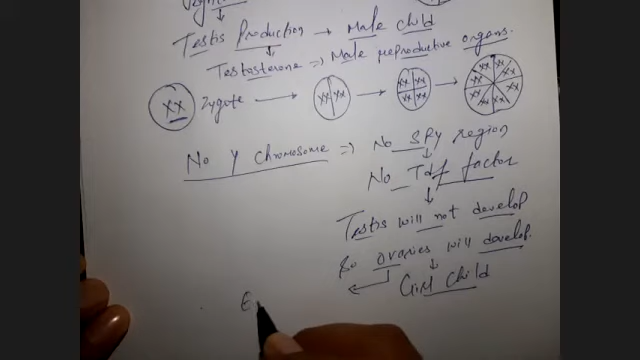 Testis Production → Male child
Testosterone => Male reproductive organs.
XX Zygote → XX XX → XX XX XX XX → XX XX XX XX XX XX XX XX
No Y chromosome => No SRY region
No Tdf factor
Testis will not develop
So ovaries will develop.
Girl child
E